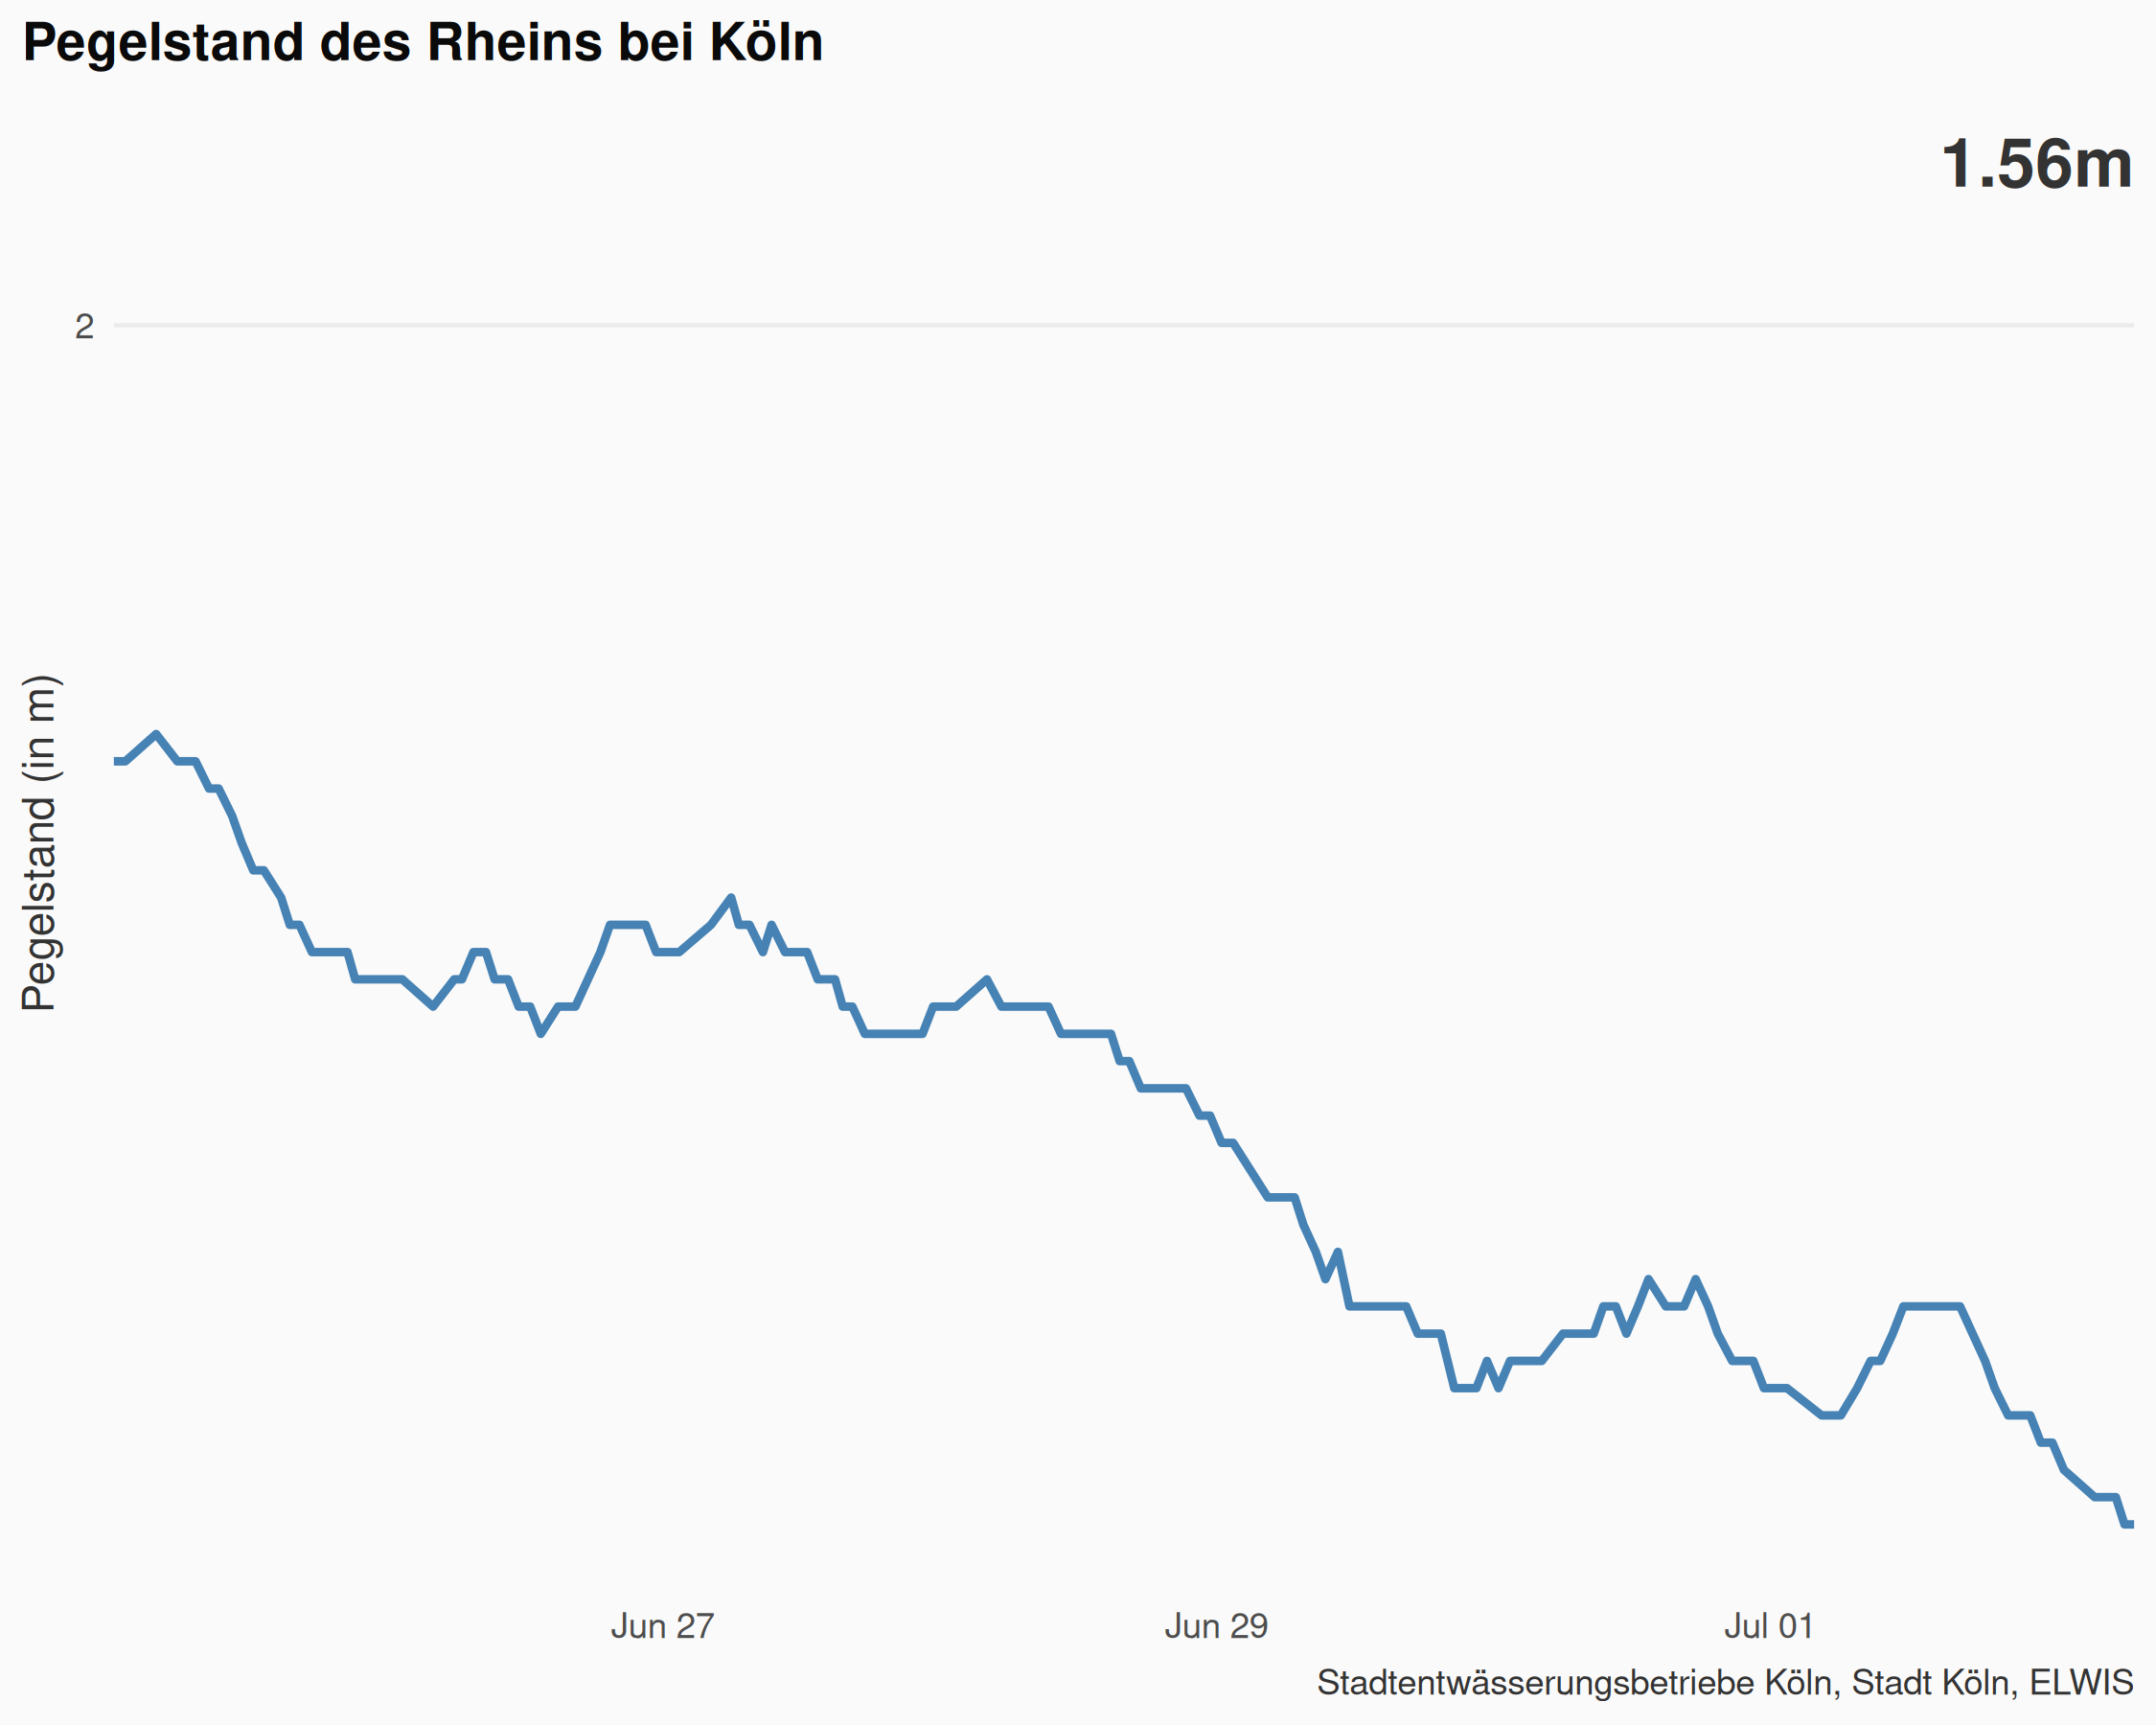 Pegelstand des Rheins bei Köln
1.56m
2
Pegelstand (in m)
Jun 27
Jun 29
Jul 01
Stadtentwässerungsbetriebe Köln, Stadt Köln, ELWIS